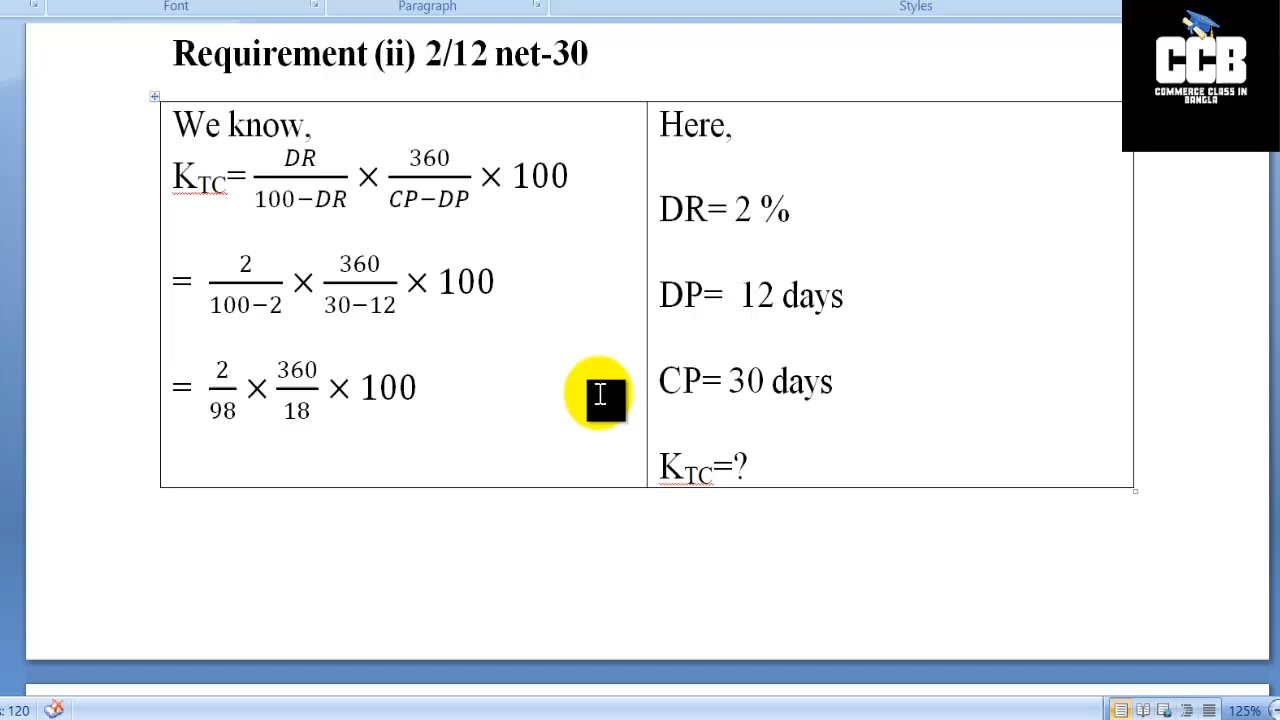 Font Paragraph Styles
Requirement (ii) 2/12 net-30
We know,
K_TC= DR/(100−DR) × 360/(CP−DP) × 100
= 2/(100−2) × 360/(30−12) × 100
= 2/98 × 360/18 × 100
Here,
DR= 2 %
DP= 12 days
CP= 30 days
K_TC=?
CCB
COMMERCE CLASS IN
BANGLA
: 120
125%